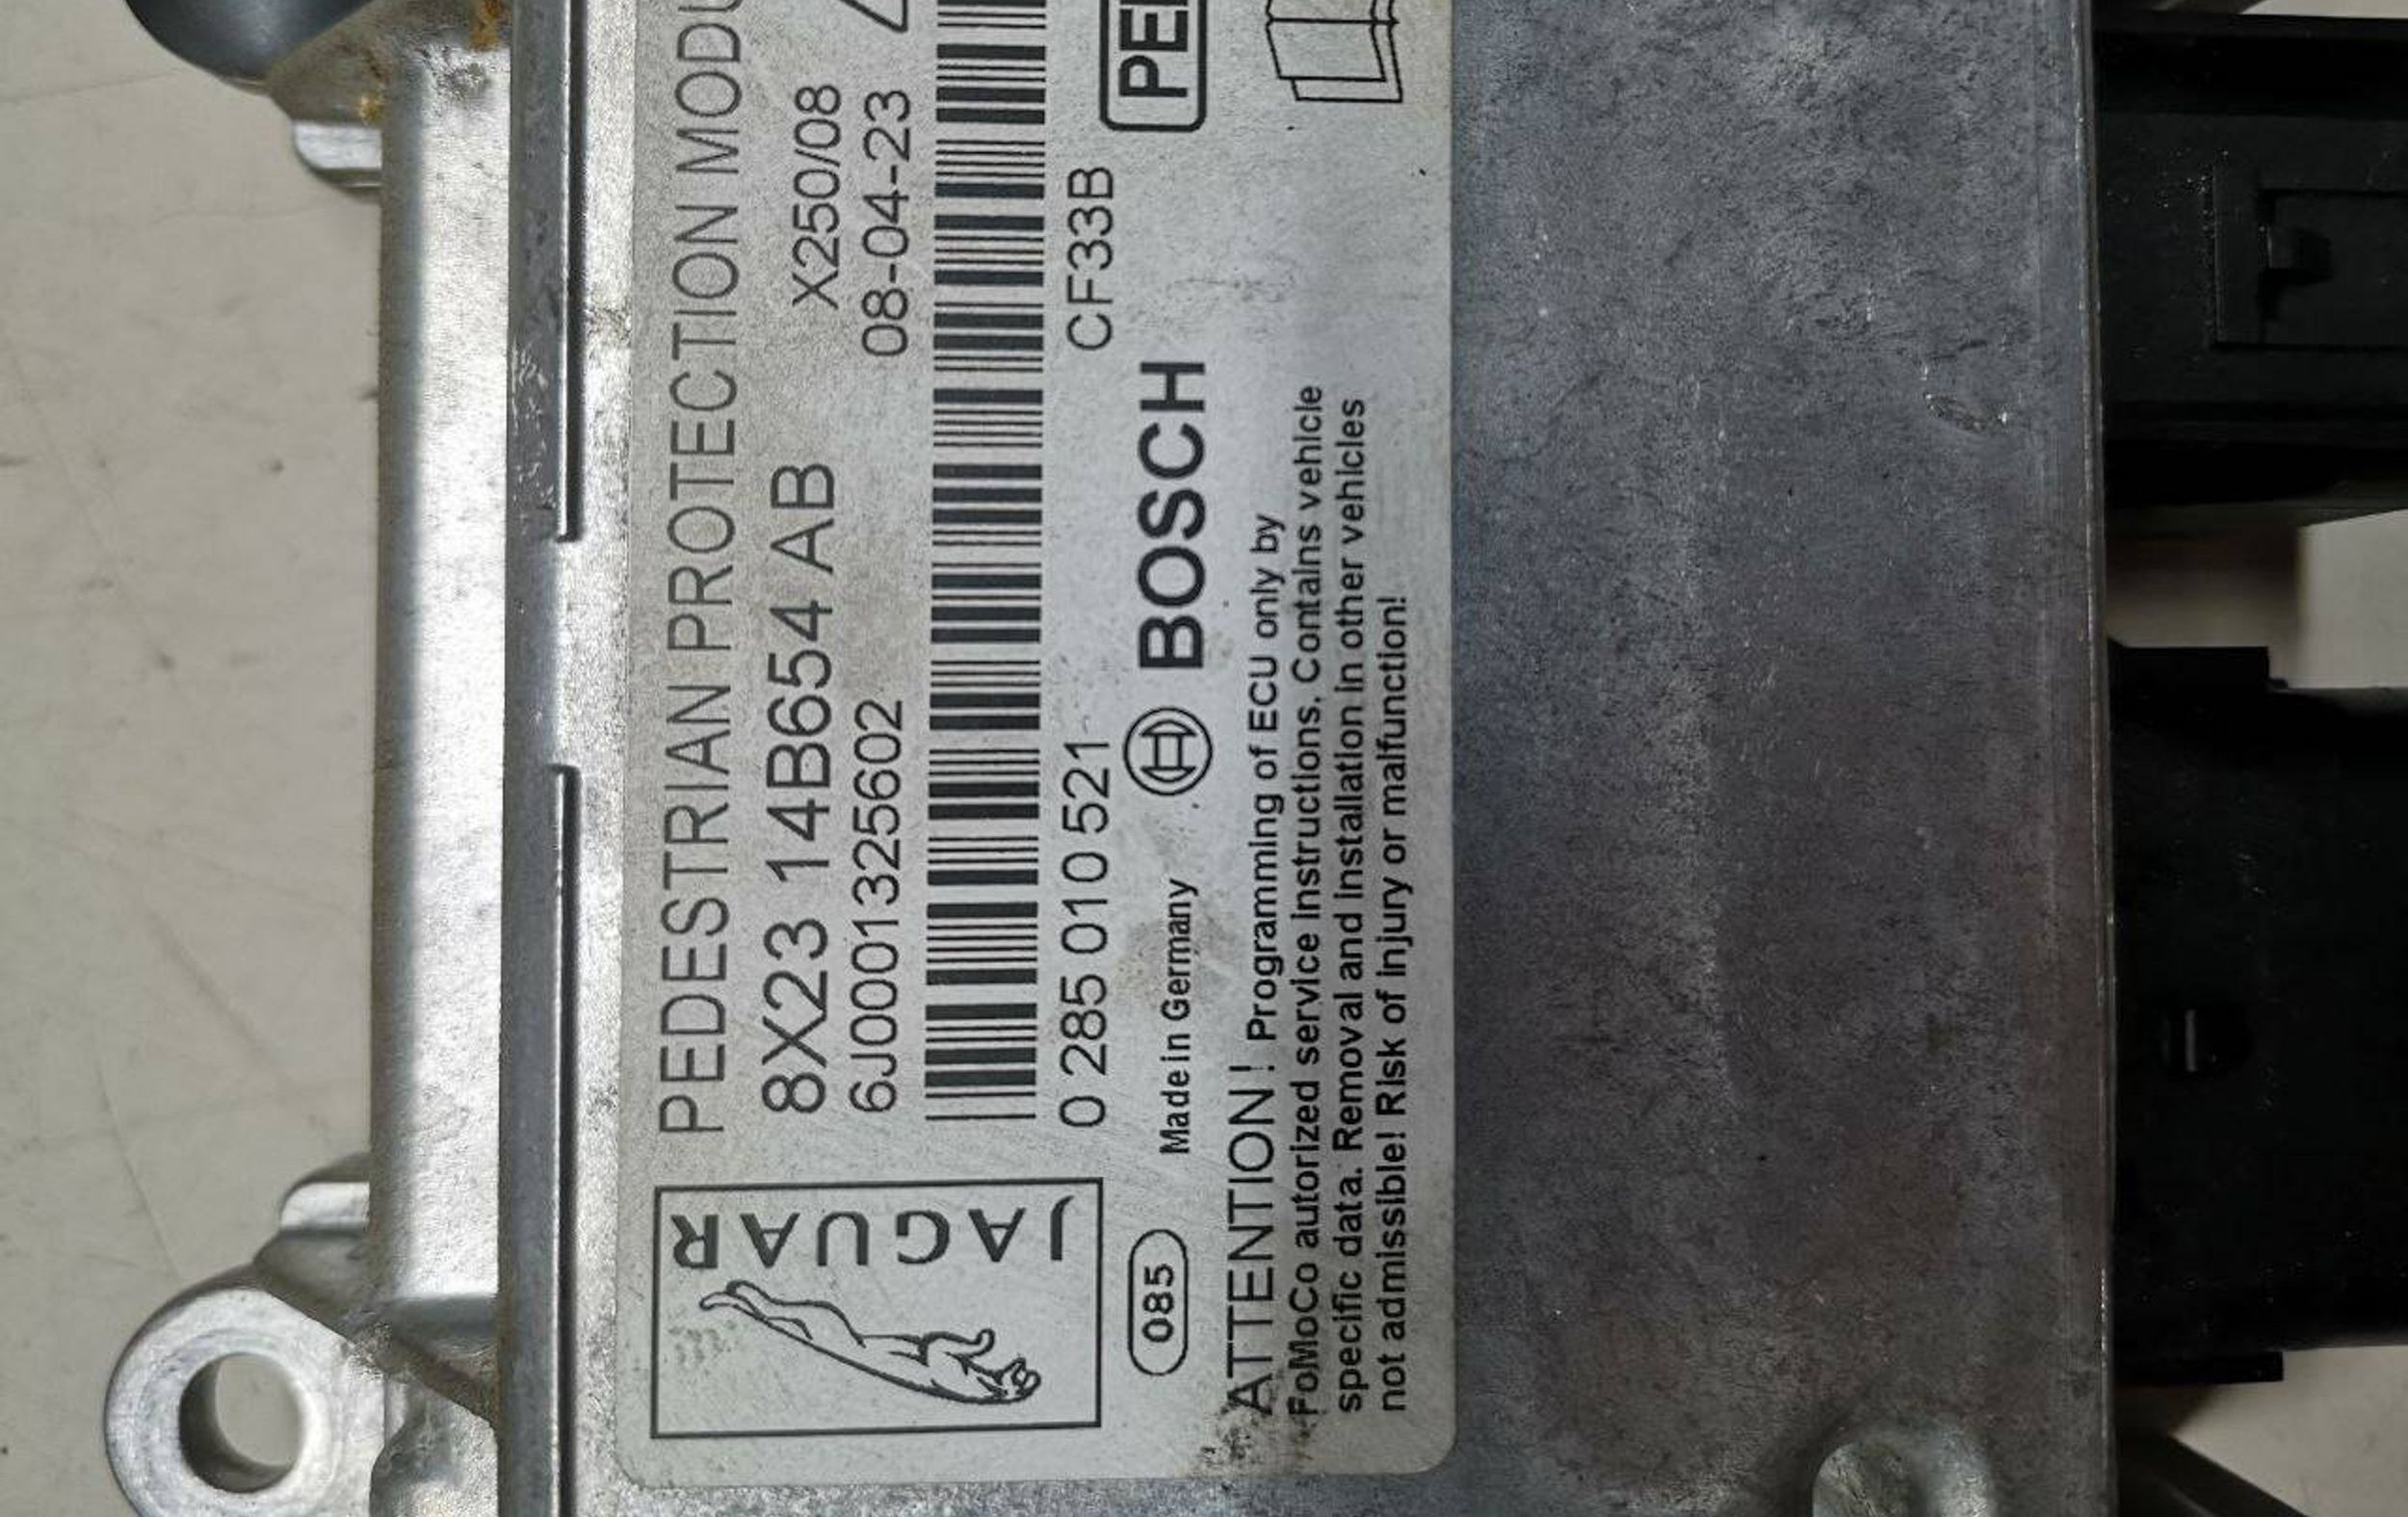 JAGUAR
PEDESTRIAN PROTECTION MODU
8X23 14B654 AB
X250/08
6J0001325602
08-04-23
0 285 010 521
CF33B
Made in Germany
BOSCH
PE
085
ATTENTION! Programming of ECU only by
FoMoCo autorized service instructions. Contains vehicle
specific data. Removal and installation in other vehicles
not admissible! Risk of injury or malfunction!